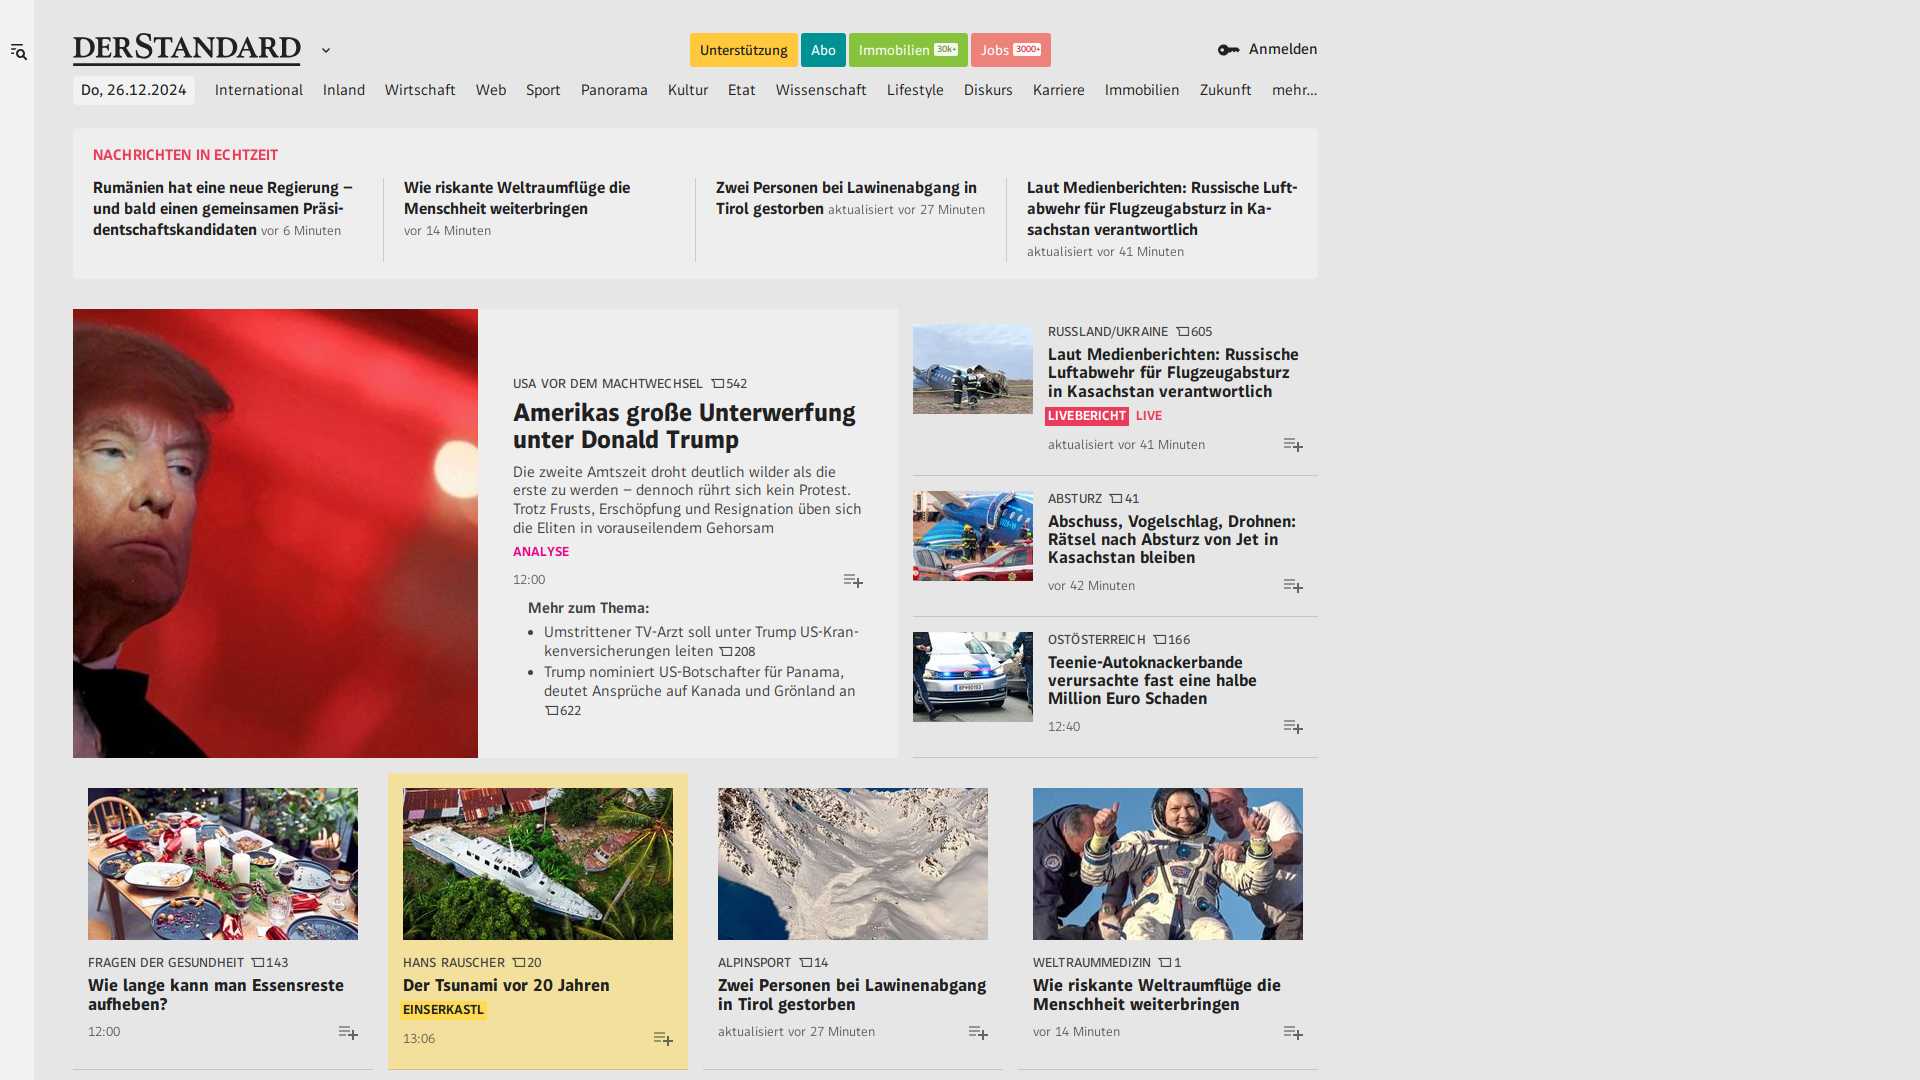 DERSTANDARD
Unterstützung
Abo
Immobilien 30k+
Jobs 3000+
Anmelden
Do, 26.12.2024
International
Inland
Wirtschaft
Web
Sport
Panorama
Kultur
Etat
Wissenschaft
Lifestyle
Diskurs
Karriere
Immobilien
Zukunft
mehr...
NACHRICHTEN IN ECHTZEIT
Rumänien hat eine neue Regierung –
und bald einen gemeinsamen Präsi-
dentschaftskandidaten vor 6 Minuten
Wie riskante Weltraumflüge die
Menschheit weiterbringen
vor 14 Minuten
Zwei Personen bei Lawinenabgang in
Tirol gestorben aktualisiert vor 27 Minuten
Laut Medienberichten: Russische Luft-
abwehr für Flugzeugabsturz in Ka-
sachstan verantwortlich
aktualisiert vor 41 Minuten
USA VOR DEM MACHTWECHSEL 542
Amerikas große Unterwerfung
unter Donald Trump
Die zweite Amtszeit droht deutlich wilder als die
erste zu werden – dennoch rührt sich kein Protest.
Trotz Frusts, Erschöpfung und Resignation üben sich
die Eliten in vorauseilendem Gehorsam
ANALYSE
12:00
Mehr zum Thema:
• Umstrittener TV-Arzt soll unter Trump US-Kran-
kenversicherungen leiten 208
• Trump nominiert US-Botschafter für Panama,
deutet Ansprüche auf Kanada und Grönland an
622
RUSSLAND/UKRAINE 605
Laut Medienberichten: Russische
Luftabwehr für Flugzeugabsturz
in Kasachstan verantwortlich
LIVEBERICHT LIVE
aktualisiert vor 41 Minuten
ABSTURZ 41
Abschuss, Vogelschlag, Drohnen:
Rätsel nach Absturz von Jet in
Kasachstan bleiben
vor 42 Minuten
OSTÖSTERREICH 166
Teenie-Autoknackerbande
verursachte fast eine halbe
Million Euro Schaden
12:40
FRAGEN DER GESUNDHEIT 143
Wie lange kann man Essensreste
aufheben?
12:00
HANS RAUSCHER 20
Der Tsunami vor 20 Jahren
EINSERKASTL
13:06
ALPINSPORT 14
Zwei Personen bei Lawinenabgang
in Tirol gestorben
aktualisiert vor 27 Minuten
WELTRAUMMEDIZIN 1
Wie riskante Weltraumflüge die
Menschheit weiterbringen
vor 14 Minuten